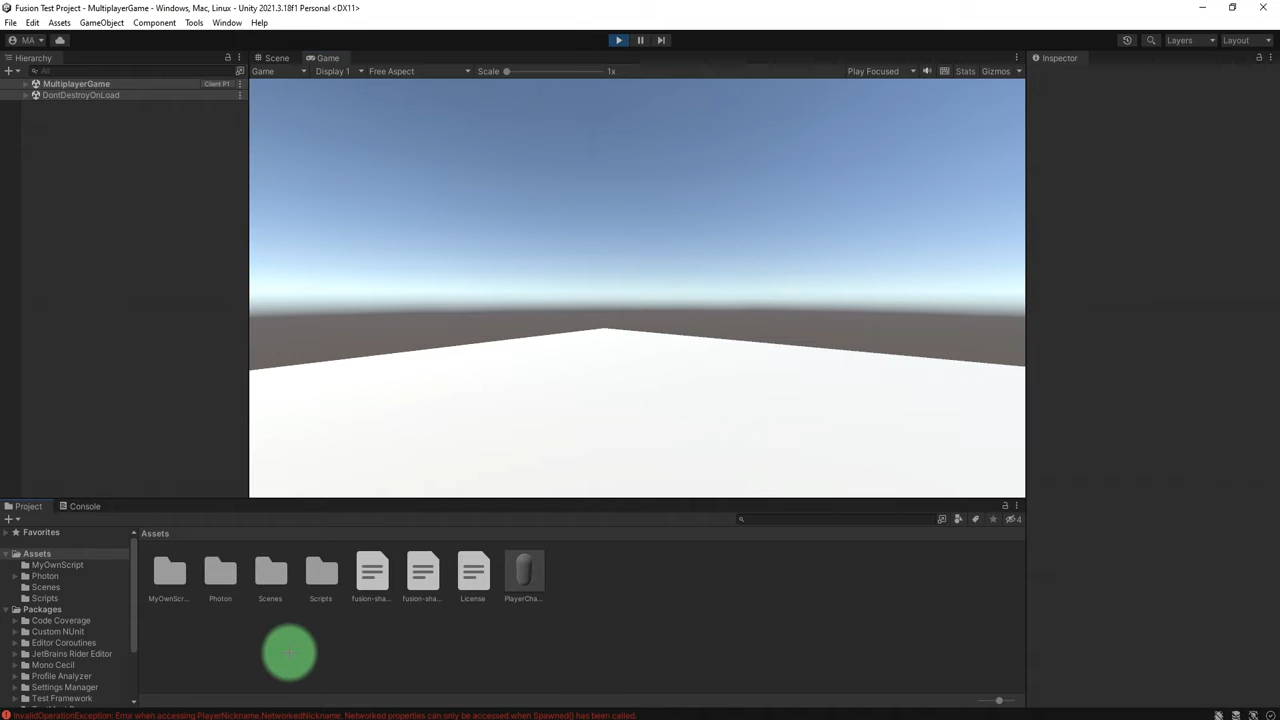 Fusion Test Project - MultiplayerGame - Windows, Mac, Linux - Unity 2021.3.18f1 Personal <DX11>
File Edit Assets GameObject Component Tools Window Help
MA Layers Layout
Hierarchy Scene Game Inspector
All Game Display 1 Free Aspect Scale 1x Play Focused Stats Gizmos
MultiplayerGame Client P1
DontDestroyOnLoad
Project Console
4
Favorites Assets
Assets
MyOwnScript
Photon
Scenes
Scripts
MyOwnScr... Photon Scenes Scripts fusion-sha... fusion-sha... License PlayerCha...
Packages
Code Coverage
Custom NUnit
Editor Coroutines
JetBrains Rider Editor
Mono Cecil
Profile Analyzer
Settings Manager
Test Framework
InvalidOperationException: Error when accessing PlayerNickname.NetworkedNickname. Networked properties can only be accessed when Spawned() has been called.